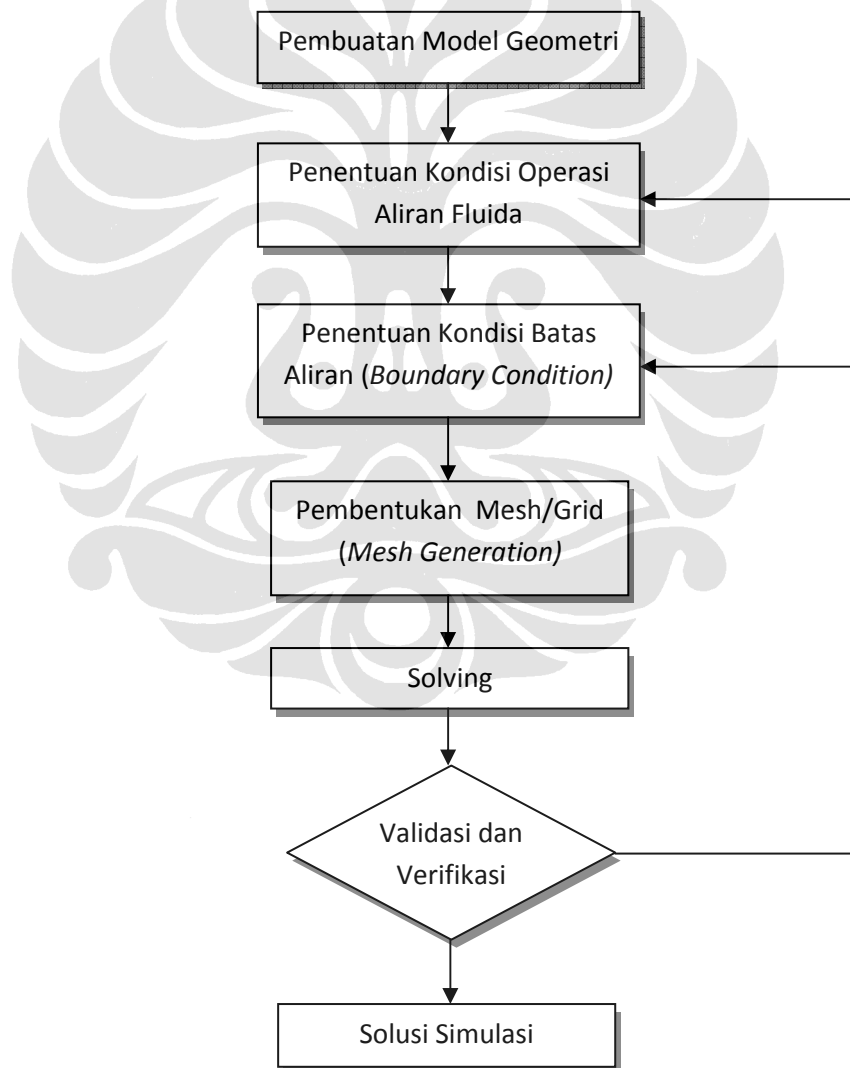 Pembuatan Model Geometri
Penentuan Kondisi Operasi
Aliran Fluida
Penentuan Kondisi Batas
Aliran (Boundary Condition)
Pembentukan Mesh/Grid
(Mesh Generation)
Solving
Validasi dan
Verifikasi
Solusi Simulasi